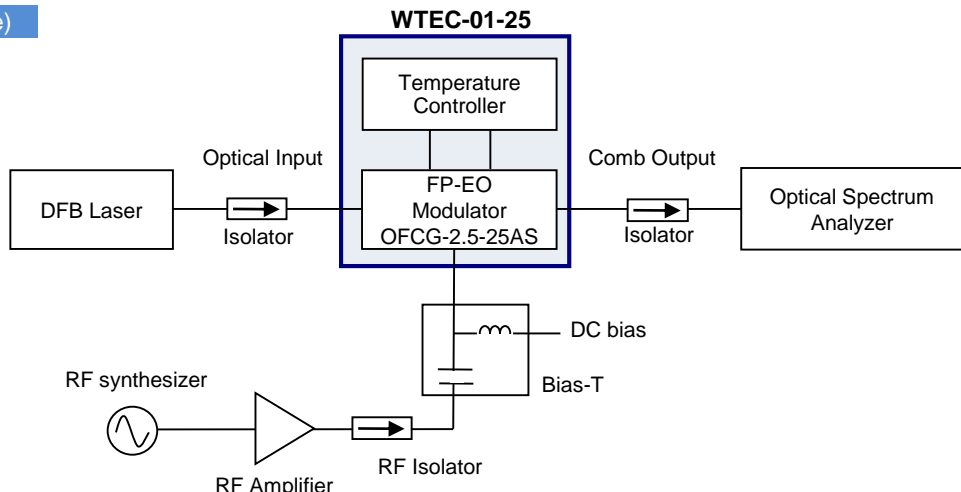 WTEC-01-25
Temperature
Controller
Optical Input
Comb Output
DFB Laser
Isolator
FP-EO
Modulator
OFCG-2.5-25AS
Isolator
Optical Spectrum
Analyzer
DC bias
Bias-T
RF synthesizer
RF Isolator
RF Amplifier